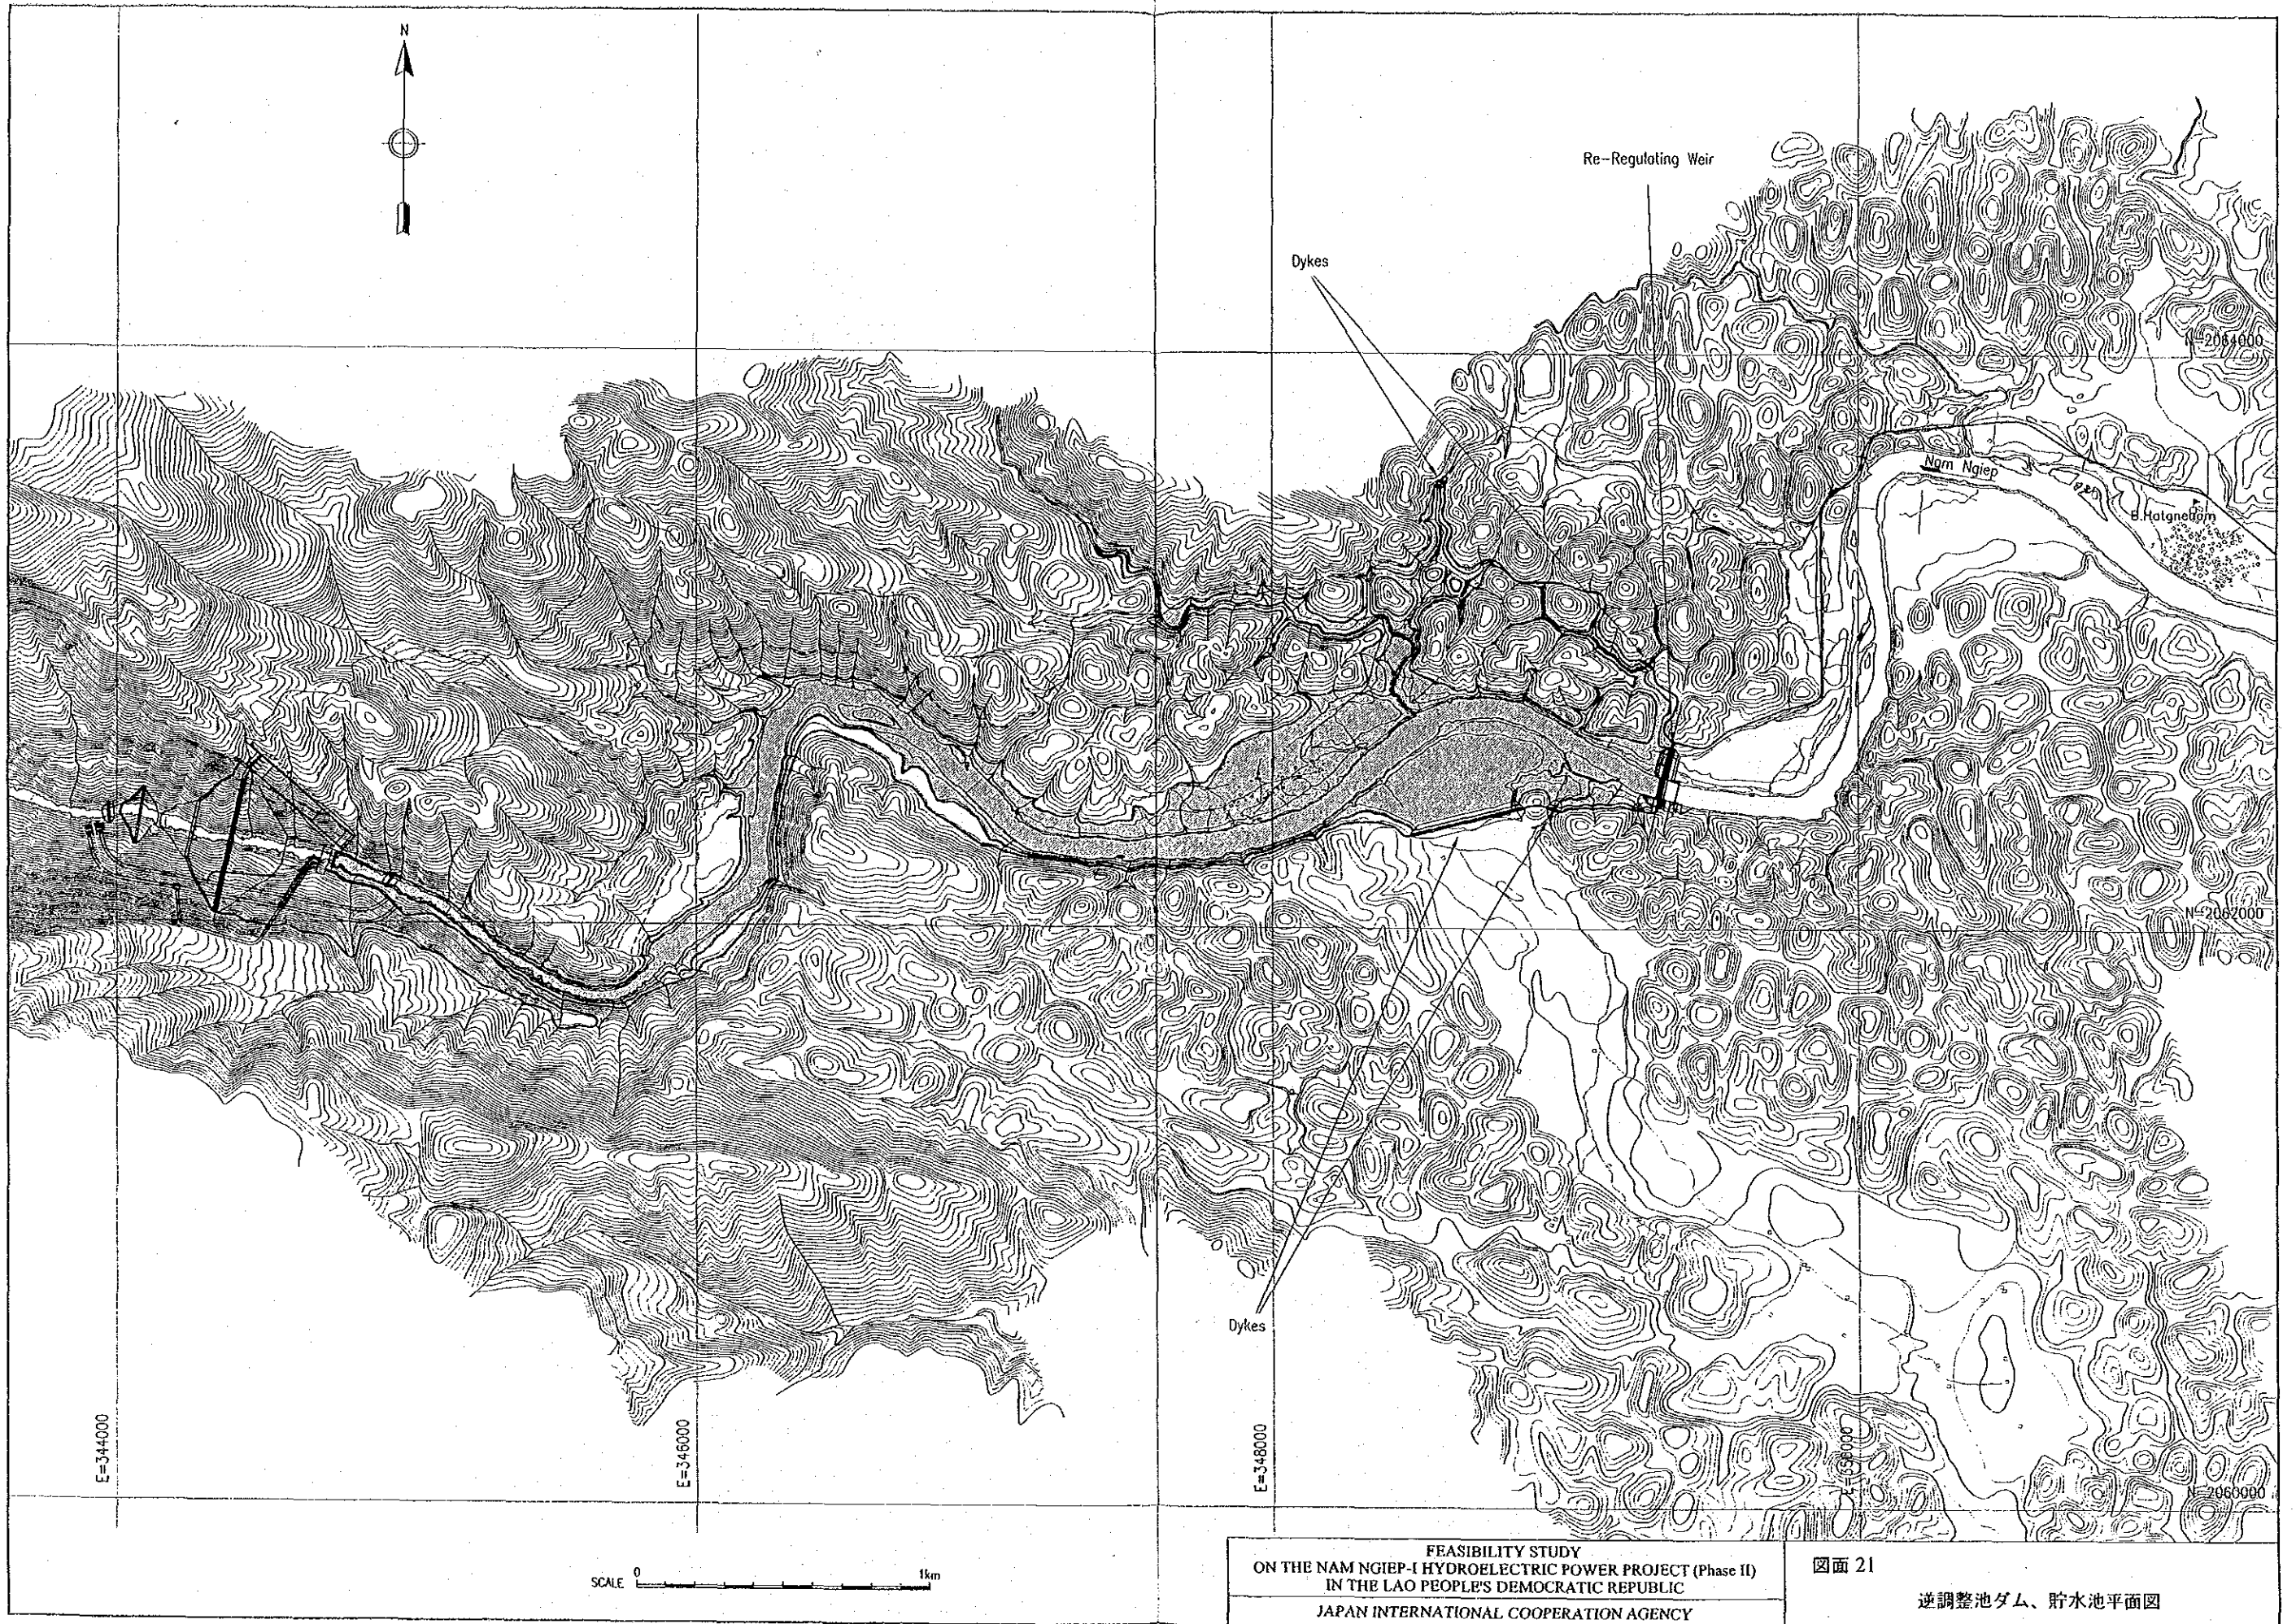 N
Re-Regulating Weir
Dykes
N=2064000
Nam Ngiep
N=2062000
Dykes
E=344000
E=346000
E=348000
N=2060000
SCALE 0 1km
FEASIBILITY STUDY
ON THE NAM NGIEP-I HYDROELECTRIC POWER PROJECT (Phase II)
IN THE LAO PEOPLE'S DEMOCRATIC REPUBLIC
JAPAN INTERNATIONAL COOPERATION AGENCY
図面 21
逆調整池ダム、貯水池平面図